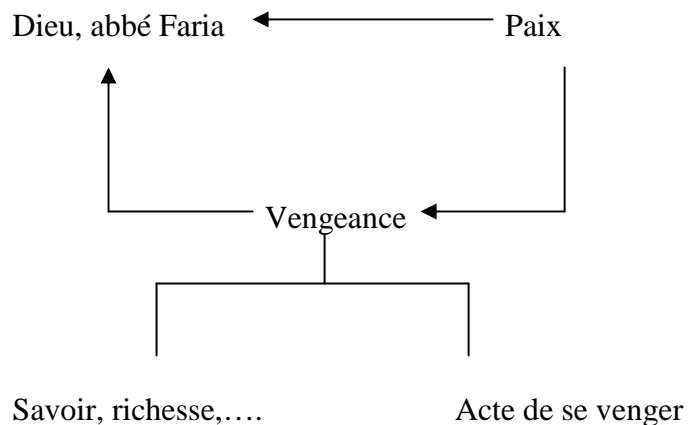 Dieu, abbé Faria Paix
Vengeance
Savoir, richesse,…. Acte de se venger